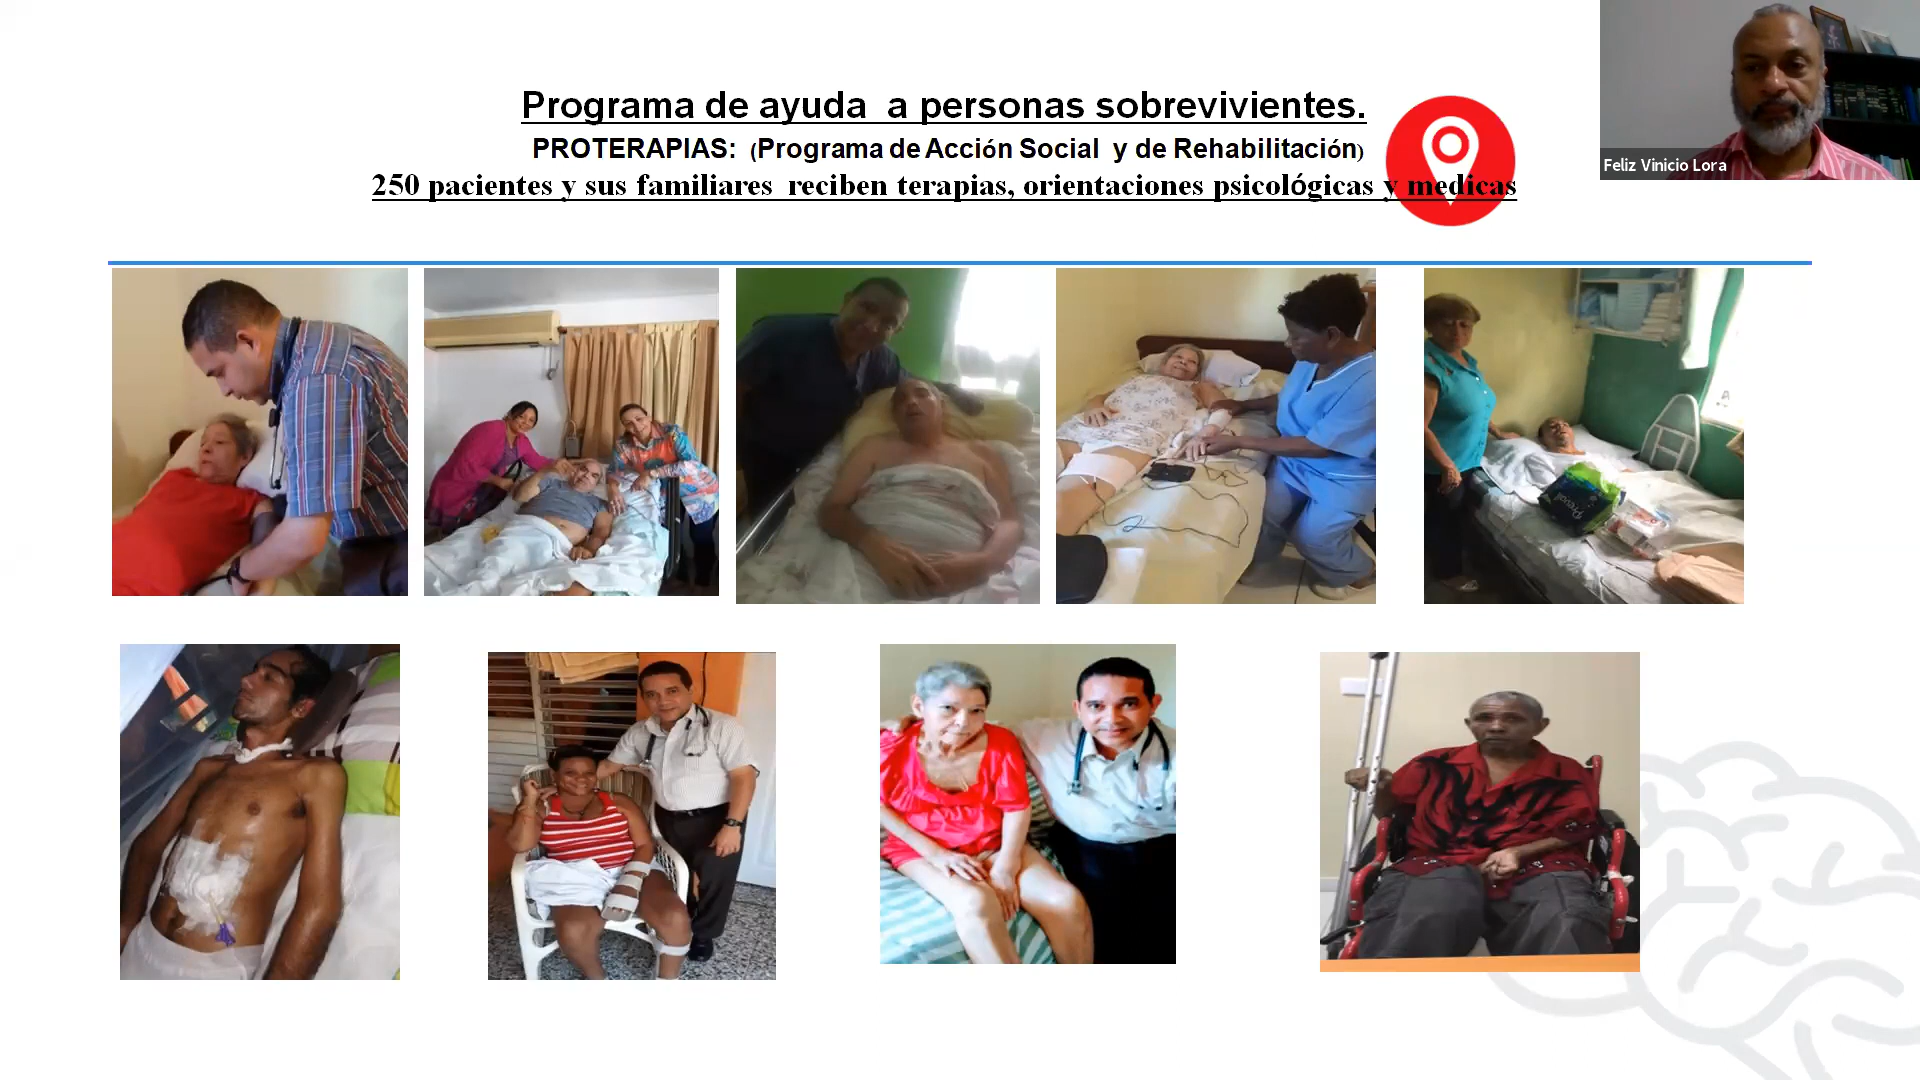 Programa de ayuda a personas sobrevivientes.
PROTERAPIAS: (Programa de Acción Social y de Rehabilitación)
250 pacientes y sus familiares reciben terapias, orientaciones psicológicas y medicas
Feliz Vinicio Lora
Prevail